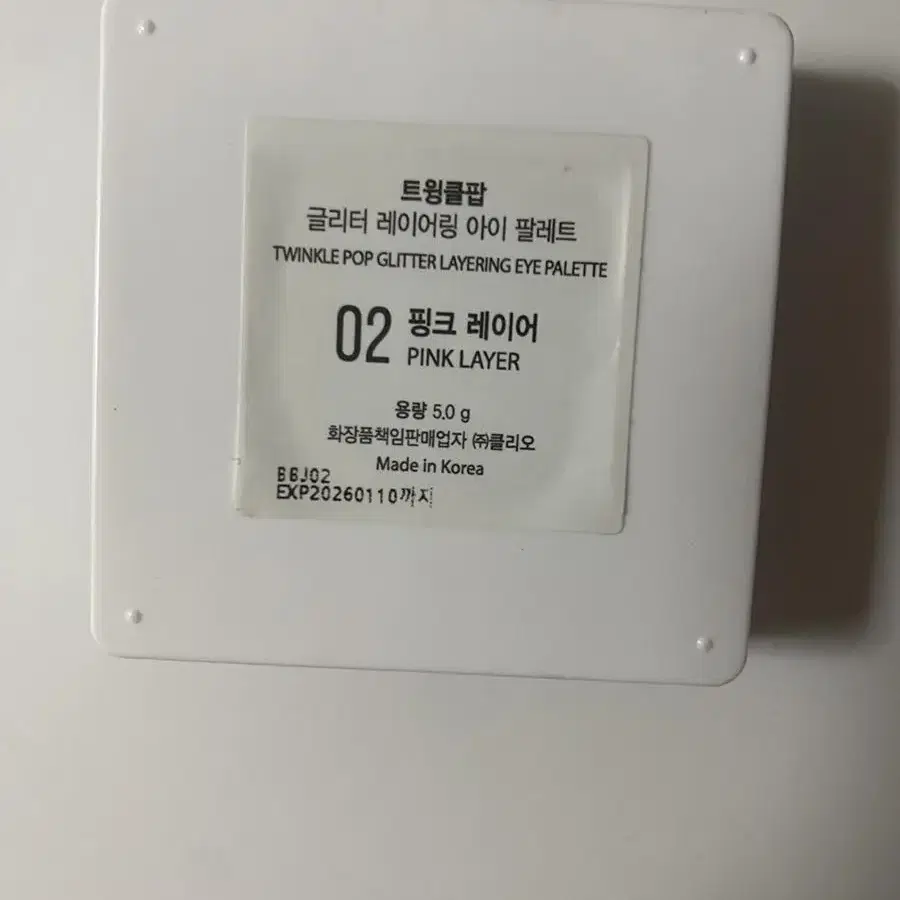 트윙클팝
글리터 레이어링 아이 팔레트
TWINKLE POP GLITTER LAYERING EYE PALETTE
02 핑크 레이어
PINK LAYER
용량 5.0 g
화장품책임판매업자 ㈜클리오
Made in Korea
BBJ02
EXP20260110까지